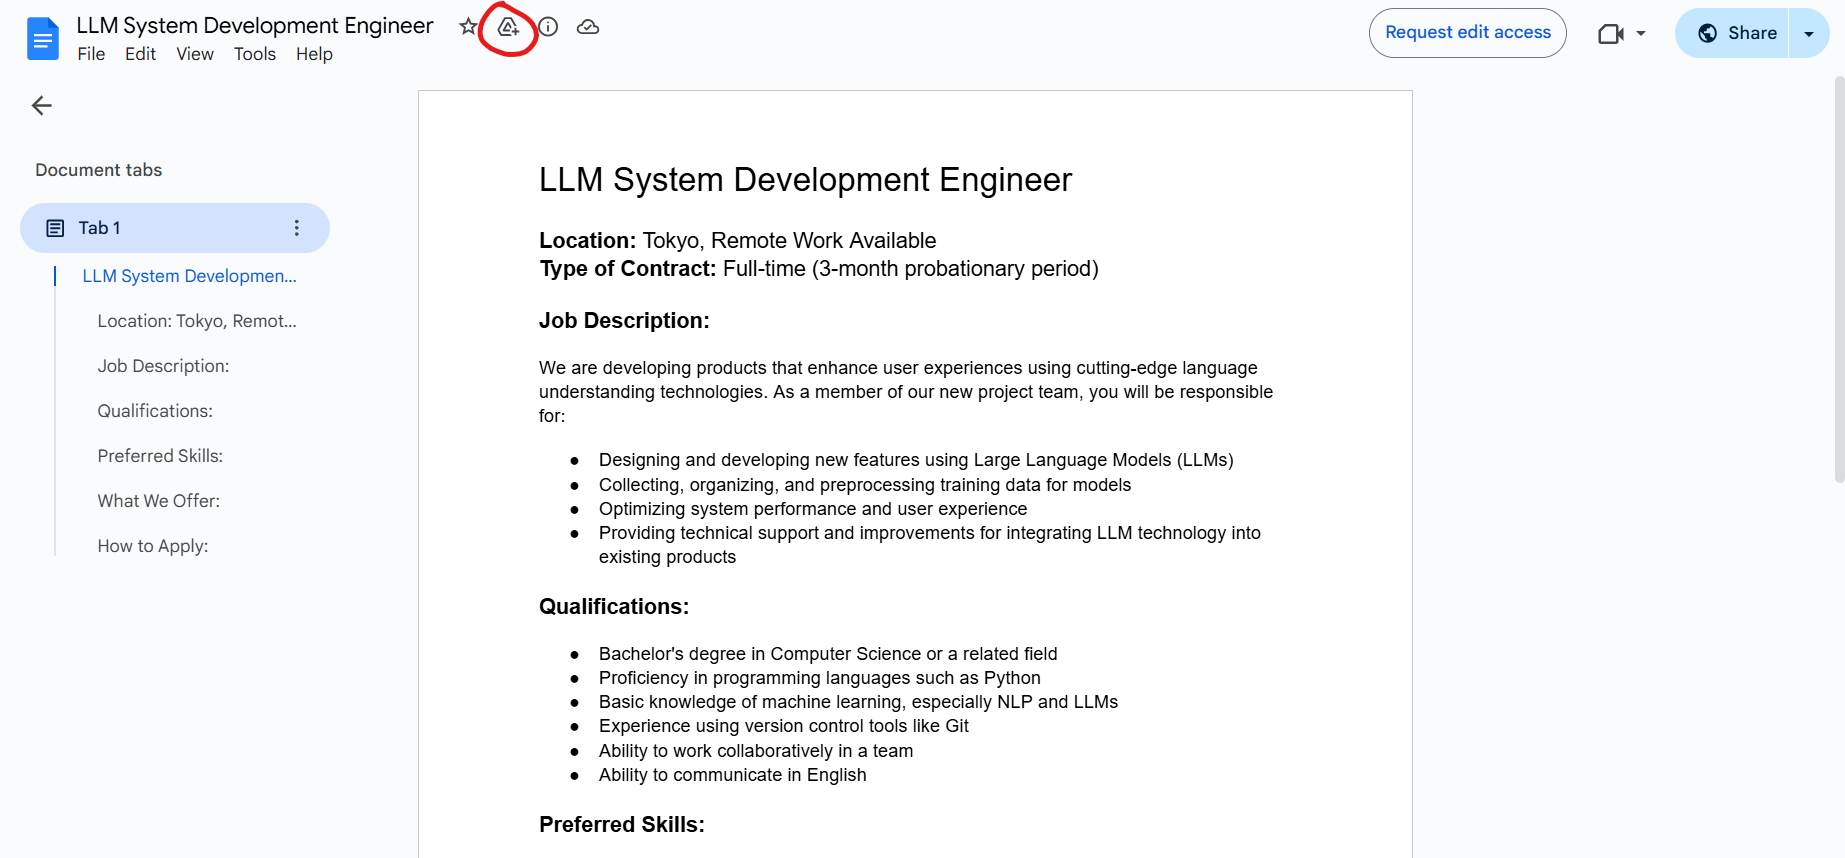 LLM System Development Engineer
File Edit View Tools Help
Request edit access
Share
Document tabs
Tab 1
LLM System Developmen...
Location: Tokyo, Remot...
Job Description:
Qualifications:
Preferred Skills:
What We Offer:
How to Apply:
LLM System Development Engineer
Location: Tokyo, Remote Work Available
Type of Contract: Full-time (3-month probationary period)
Job Description:
We are developing products that enhance user experiences using cutting-edge language
understanding technologies. As a member of our new project team, you will be responsible
for:
● Designing and developing new features using Large Language Models (LLMs)
● Collecting, organizing, and preprocessing training data for models
● Optimizing system performance and user experience
● Providing technical support and improvements for integrating LLM technology into
existing products
Qualifications:
● Bachelor's degree in Computer Science or a related field
● Proficiency in programming languages such as Python
● Basic knowledge of machine learning, especially NLP and LLMs
● Experience using version control tools like Git
● Ability to work collaboratively in a team
● Ability to communicate in English
Preferred Skills: